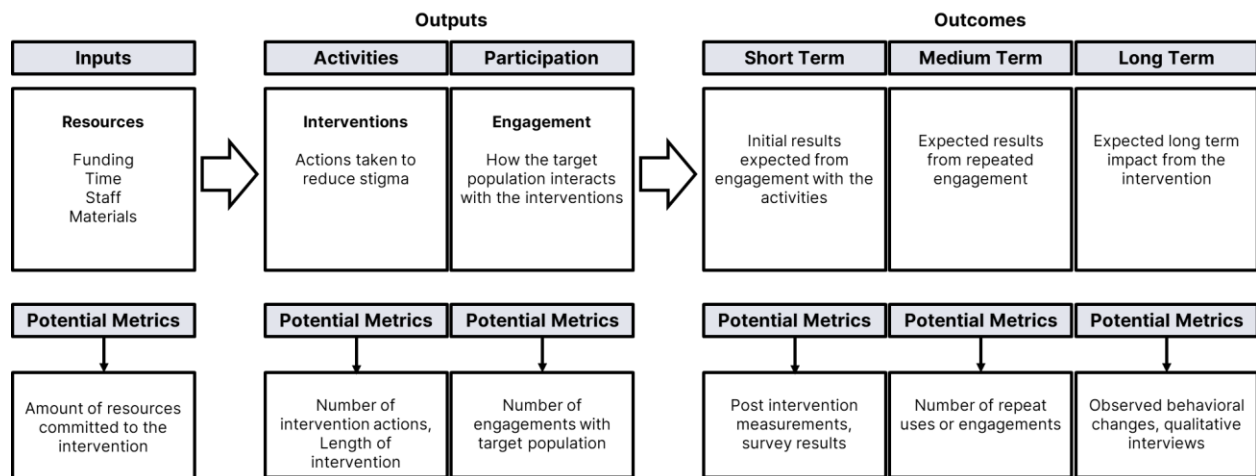 Outputs
Outcomes
Inputs
Activities
Participation
Short Term
Medium Term
Long Term
Resources
Funding
Time
Staff
Materials
Interventions
Actions taken to
reduce stigma
Engagement
How the target
population interacts
with the interventions
Initial results
expected from
engagement with the
activities
Expected results
from repeated
engagement
Expected long term
impact from the
intervention
Potential Metrics
Potential Metrics
Potential Metrics
Potential Metrics
Potential Metrics
Potential Metrics
Amount of resources
committed to the
intervention
Number of
intervention actions,
Length of
intervention
Number of
engagements with
target population
Post intervention
measurements,
survey results
Number of repeat
uses or engagements
Observed behavioral
changes, qualitative
interviews